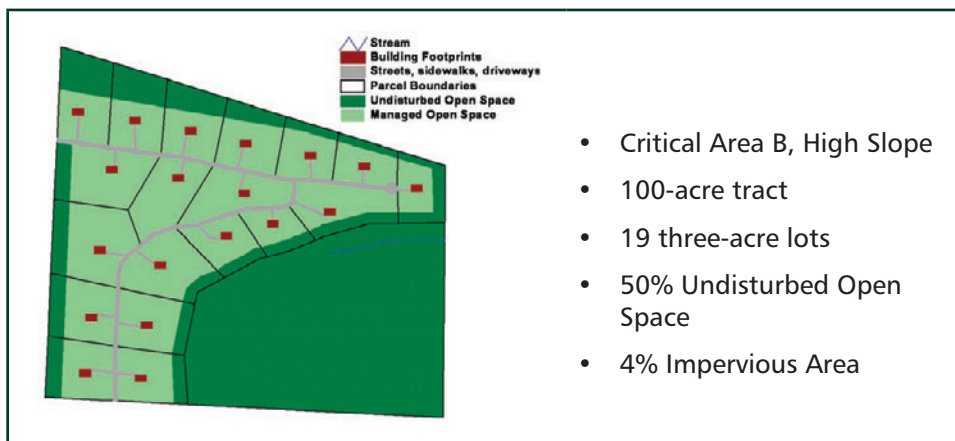 Stream
Building Footprints
Streets, sidewalks, driveways
Parcel Boundaries
Undisturbed Open Space
Managed Open Space
• Critical Area B, High Slope
• 100-acre tract
• 19 three-acre lots
• 50% Undisturbed Open
Space
• 4% Impervious Area